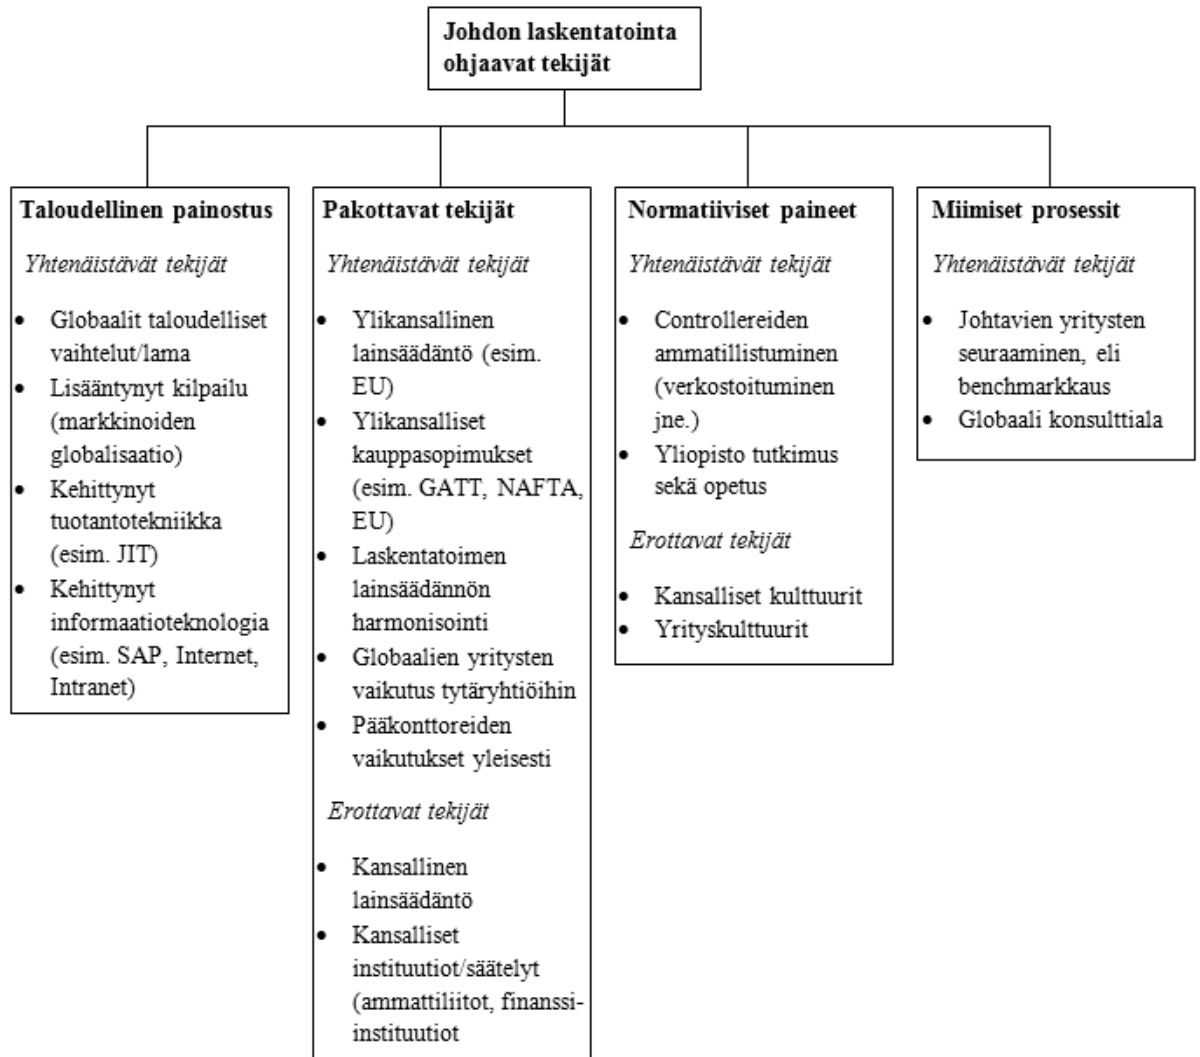 Johdon laskentatointa
ohjaavat tekijät
Taloudellinen painostus
Yhtenäistävät tekijät
• Globaalit taloudelliset
vaihtelut/lama
• Lisääntynyt kilpailu
(markkinoiden
globalisaatio)
• Kehittynyt
tuotantotekniikka
(esim. JIT)
• Kehittynyt
informaatioteknologia
(esim. SAP, Internet,
Intranet)
Pakottavat tekijät
Yhtenäistävät tekijät
• Ylikansallinen
lainsäädäntö (esim.
EU)
• Ylikansalliset
kauppasopimukset
(esim. GATT, NAFTA,
EU)
• Laskentatoimen
lainsäädännön
harmonisointi
• Globaalien yritysten
vaikutus tytäryhtiöihin
• Pääkonttoreiden
vaikutukset yleisesti
Erottavat tekijät
• Kansallinen
lainsäädäntö
• Kansalliset
instituutiot/säätelyt
(ammattiliitot, finanssi-
instituutiot
Normatiiviset paineet
Yhtenäistävät tekijät
• Controllereiden
ammatillistuminen
(verkostoituminen
jne.)
• Yliopisto tutkimus
sekä opetus
Erottavat tekijät
• Kansalliset kulttuurit
• Yrityskulttuurit
Miimiset prosessit
Yhtenäistävät tekijät
• Johtavien yritysten
seuraaminen, eli
benchmarkkaus
• Globaali konsulttiala